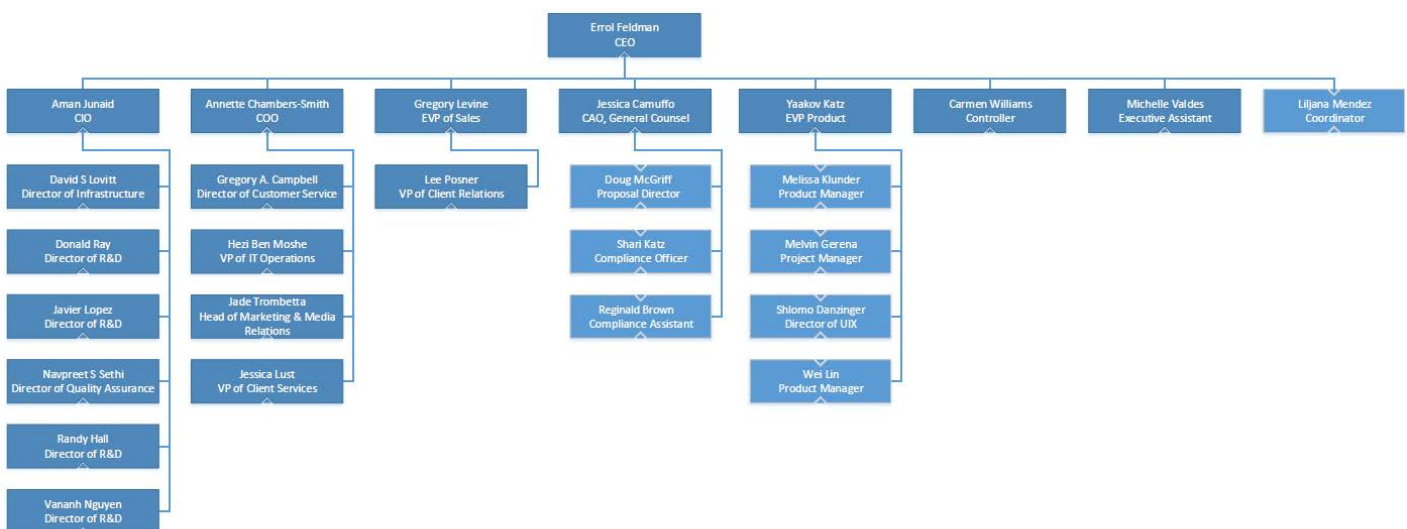 Errol Feldman
CEO
Aman Junaid
CIO
Annette Chambers-Smith
COO
Gregory Levine
EVP of Sales
Jessica Camuffo
CAO, General Counsel
Yaakov Katz
EVP Product
Carmen Williams
Controller
Michelle Valdes
Executive Assistant
Liljana Mendez
Coordinator
David S Lovitt
Director of Infrastructure
Donald Ray
Director of R&D
Javier Lopez
Director of R&D
Navpreet S Sethi
Director of Quality Assurance
Randy Hall
Director of R&D
Vananh Nguyen
Director of R&D
Gregory A. Campbell
Director of Customer Service
Hezi Ben Moshe
VP of IT Operations
Jade Trombetta
Head of Marketing & Media
Relations
Jessica Lust
VP of Client Services
Lee Posner
VP of Client Relations
Doug McGriff
Proposal Director
Shari Katz
Compliance Officer
Reginald Brown
Compliance Assistant
Melissa Klunder
Product Manager
Melvin Gerena
Project Manager
Shlomo Danzinger
Director of UIX
Wei Lin
Product Manager